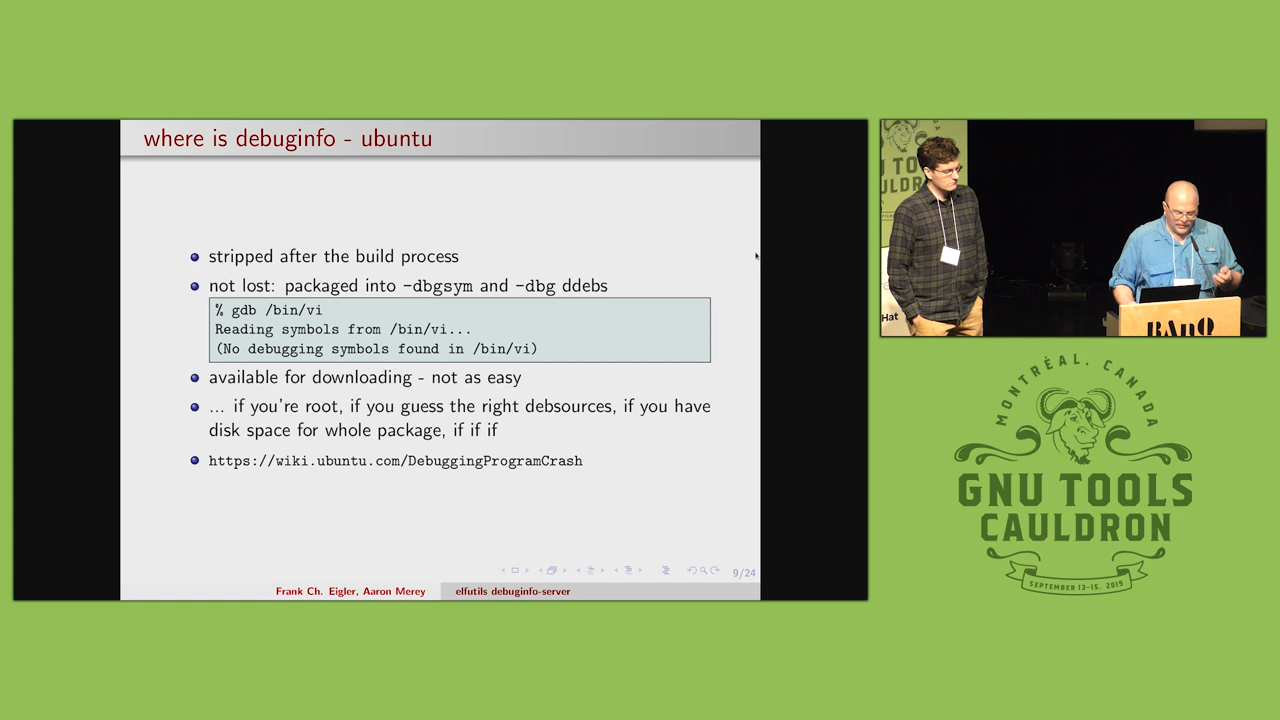 where is debuginfo - ubuntu
stripped after the build process
not lost: packaged into -dbgsym and -dbg ddebs
% gdb /bin/vi
Reading symbols from /bin/vi...
(No debugging symbols found in /bin/vi)
available for downloading - not as easy
... if you're root, if you guess the right debsources, if you have
disk space for whole package, if if if
https://wiki.ubuntu.com/DebuggingProgramCrash
9/24
Frank Ch. Eigler, Aaron Merey
elfutils debuginfo-server
Hat
BAnQ
MONTRÉAL, CANADA
GNU TOOLS
CAULDRON
SEPTEMBER 13-15, 2019